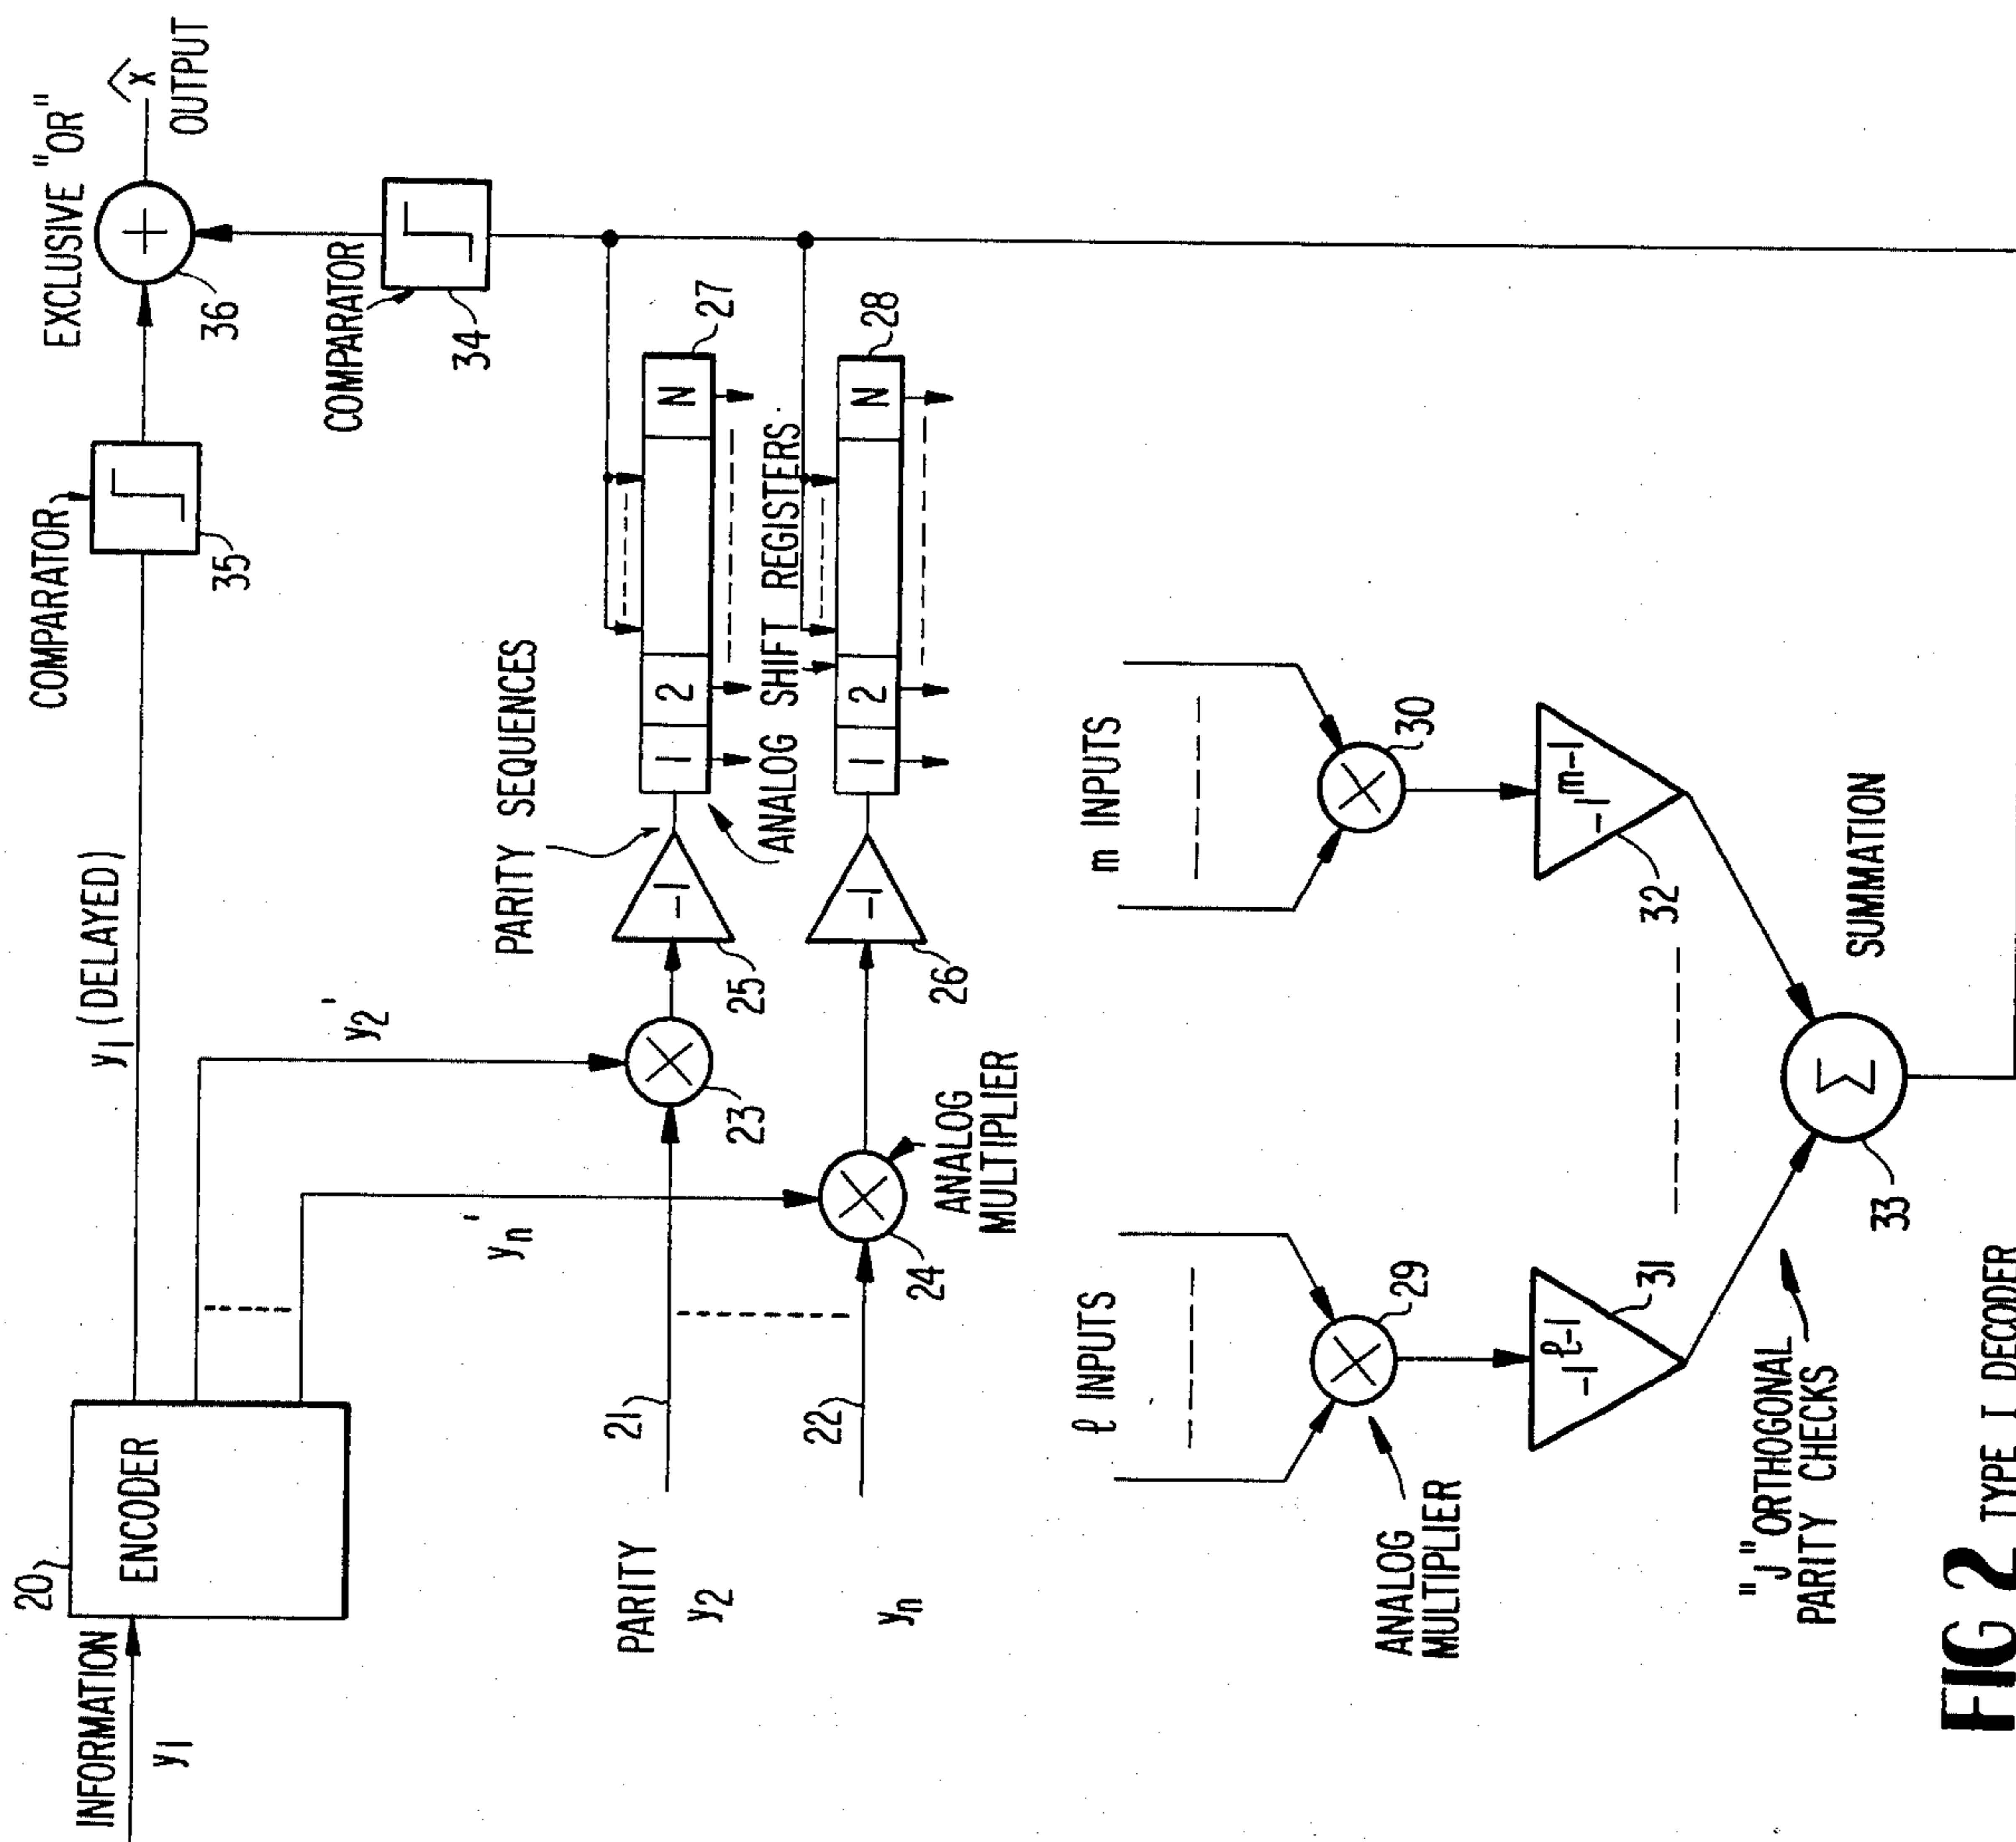 INFORMATION
y1
20
ENCODER
y1 (DELAYED)
COMPARATOR
35
EXCLUSIVE "OR"
36
x̂
OUTPUT
COMPARATOR
34
y2'
yn'
PARITY
y2
yn
21
22
23
24
ANALOG
MULTIPLIER
25
-1
26
-1
PARITY SEQUENCES
1 2 N
27
ANALOG SHIFT REGISTERS
1 2 N
28
ℓ INPUTS
m INPUTS
ANALOG
MULTIPLIER
29
30
-1^ℓ-1
31
-1^m-1
32
"J" ORTHOGONAL
PARITY CHECKS
Σ
33
SUMMATION
FIG 2 TYPE I DECODER